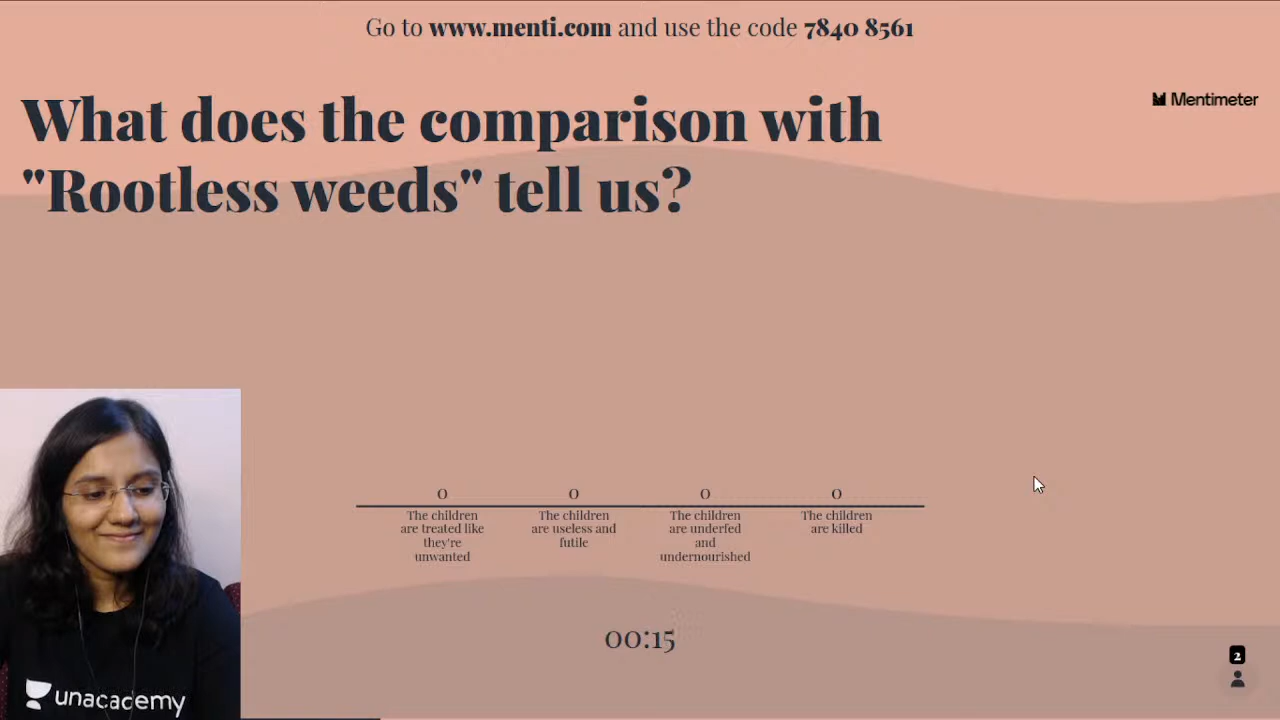 Go to www.menti.com and use the code 7840 8561
Mentimeter
What does the comparison with
"Rootless weeds" tell us?
0 0 0 0
The children
are treated like
they're
unwanted
The children
are useless and
futile
The children
are underfed
and
undernourished
The children
are killed
00:15
2
unacademy